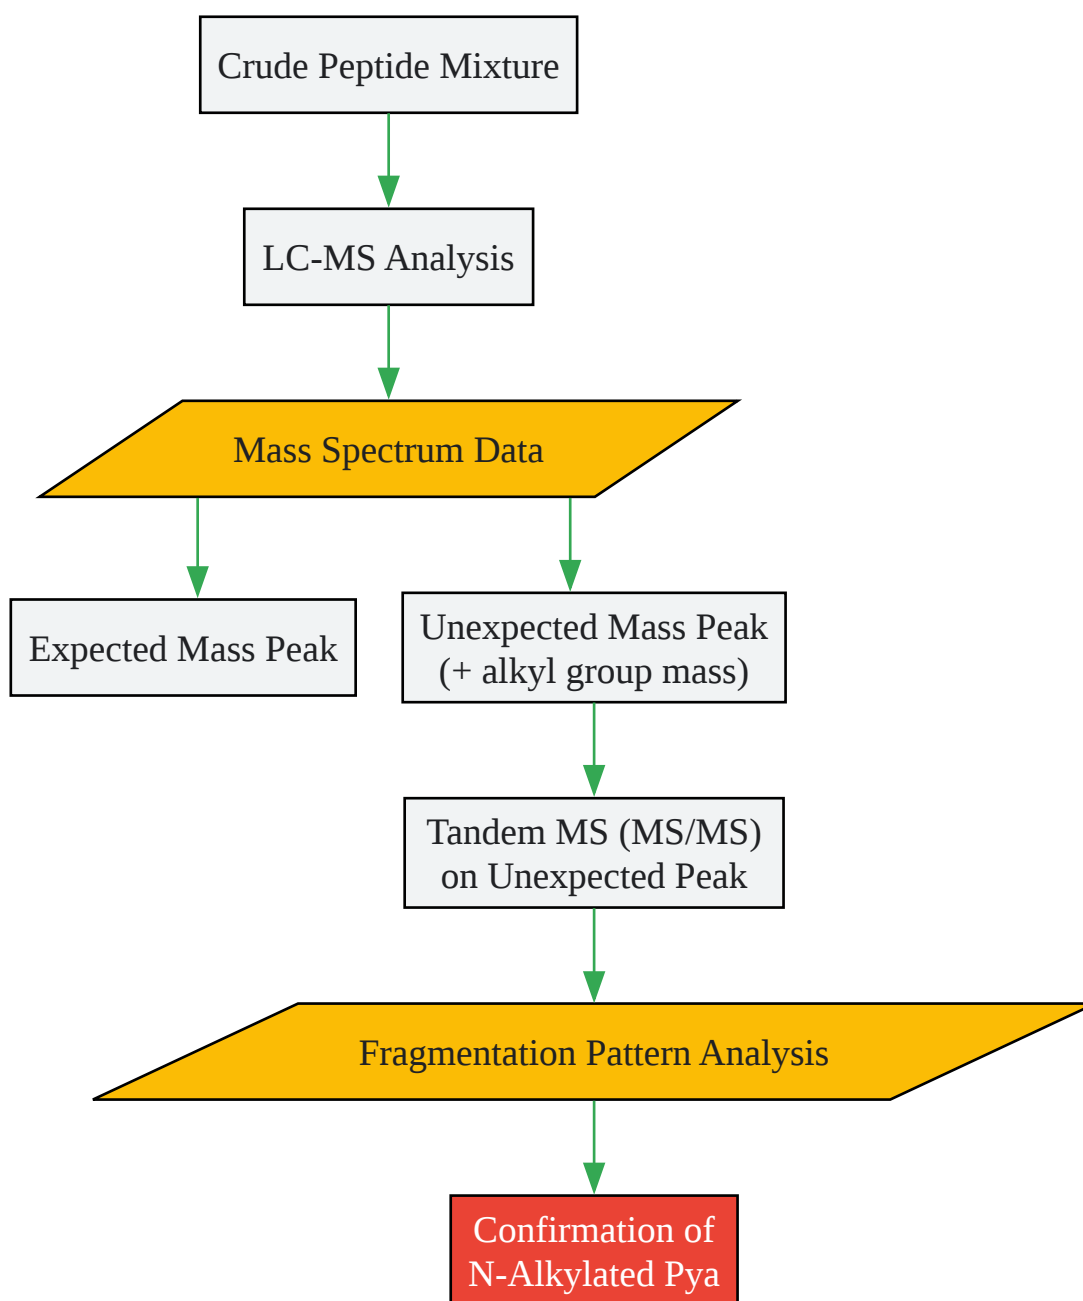 Crude Peptide Mixture
LC-MS Analysis
Mass Spectrum Data
Expected Mass Peak
Unexpected Mass Peak
(+ alkyl group mass)
Tandem MS (MS/MS)
on Unexpected Peak
Fragmentation Pattern Analysis
Confirmation of
N-Alkylated Pya